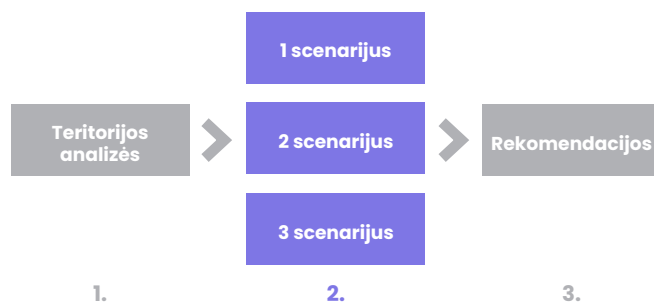 1 scenarijus
Teritorijos
analizės
2 scenarijus
Rekomendacijos
3 scenarijus
1.
2.
3.